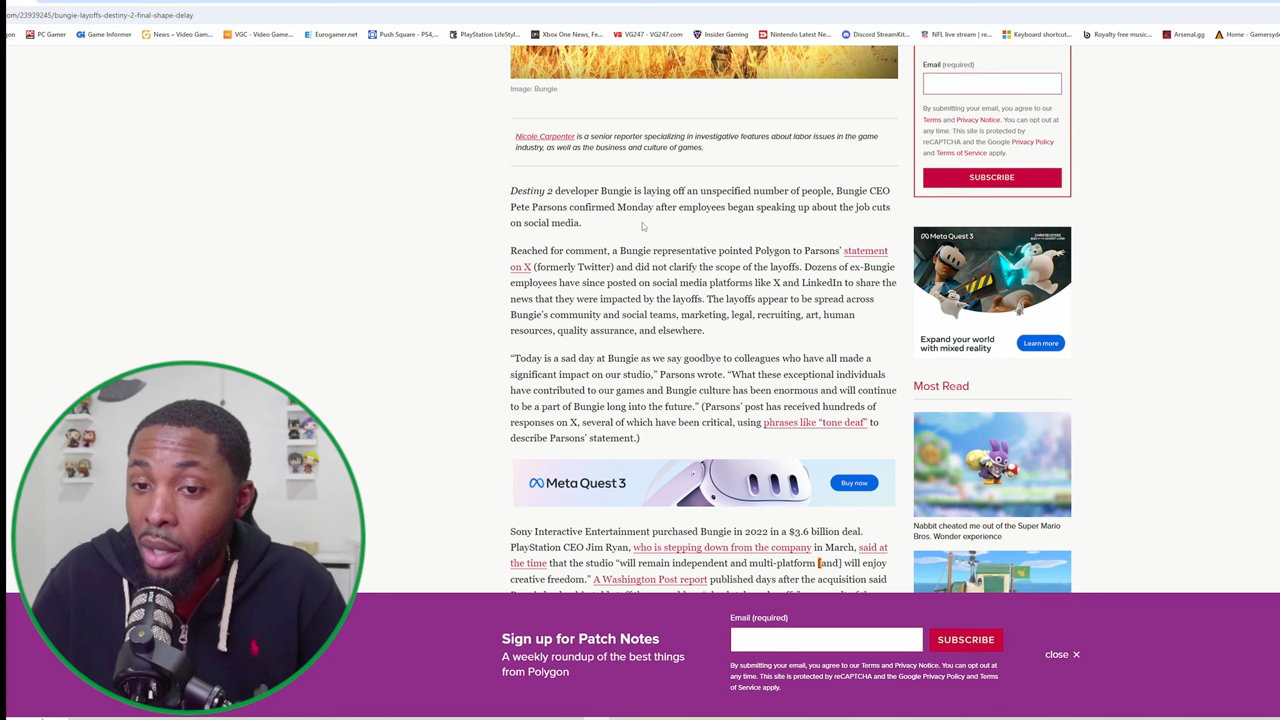 om/23939245/bungie-layoffs-destiny-2-final-shape-delay
gon
PC Gamer
Game Informer
News – Video Gam...
VGC - Video Game...
Eurogamer.net
Push Square - PS4,...
PlayStation LifeStyl...
Xbox One News, Fe...
VG247 - VG247.com
Insider Gaming
Nintendo Latest Ne...
Discord StreamKit...
NFL live stream | re...
Keyboard shortcut...
Royalty free music...
Arsenal.gg
Home - Gamersyde
Image: Bungie
Nicole Carpenter is a senior reporter specializing in investigative features about labor issues in the game
industry, as well as the business and culture of games.
Destiny 2 developer Bungie is laying off an unspecified number of people, Bungie CEO
Pete Parsons confirmed Monday after employees began speaking up about the job cuts
on social media.
Reached for comment, a Bungie representative pointed Polygon to Parsons’ statement
on X (formerly Twitter) and did not clarify the scope of the layoffs. Dozens of ex-Bungie
employees have since posted on social media platforms like X and LinkedIn to share the
news that they were impacted by the layoffs. The layoffs appear to be spread across
Bungie’s community and social teams, marketing, legal, recruiting, art, human
resources, quality assurance, and elsewhere.
“Today is a sad day at Bungie as we say goodbye to colleagues who have all made a
significant impact on our studio,” Parsons wrote. “What these exceptional individuals
have contributed to our games and Bungie culture has been enormous and will continue
to be a part of Bungie long into the future.” (Parsons’ post has received hundreds of
responses on X, several of which have been critical, using phrases like “tone deaf” to
describe Parsons’ statement.)
Meta Quest 3
Buy now
Sony Interactive Entertainment purchased Bungie in 2022 in a $3.6 billion deal.
PlayStation CEO Jim Ryan, who is stepping down from the company in March, said at
the time that the studio “will remain independent and multi-platform [and] will enjoy
creative freedom.” A Washington Post report published days after the acquisition said
Email (required)
By submitting your email, you agree to our
Terms and Privacy Notice. You can opt out at
any time. This site is protected by
reCAPTCHA and the Google Privacy Policy
and Terms of Service apply.
SUBSCRIBE
Meta Quest 3
GHOSTBUSTERS
Expand your world
with mixed reality
Learn more
Most Read
Nabbit cheated me out of the Super Mario
Bros. Wonder experience
Sign up for Patch Notes
A weekly roundup of the best things
from Polygon
Email (required)
SUBSCRIBE
By submitting your email, you agree to our Terms and Privacy Notice. You can opt out at
any time. This site is protected by reCAPTCHA and the Google Privacy Policy and Terms
of Service apply.
close ✕